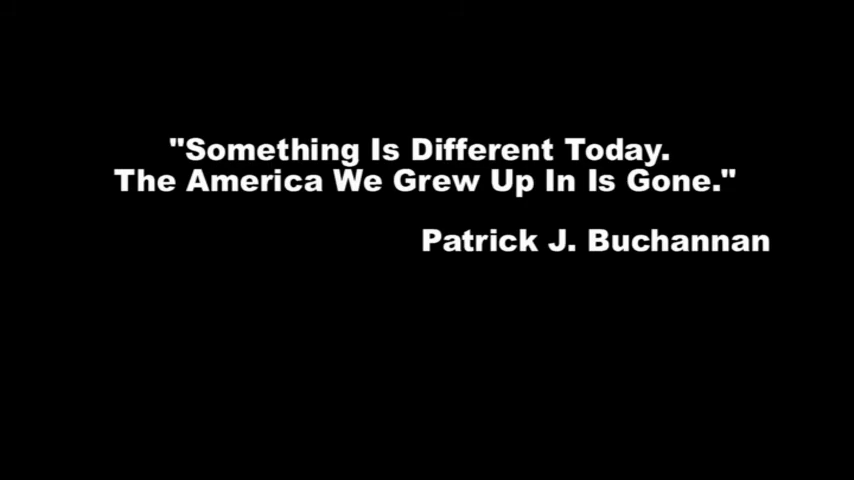 "Something Is Different Today.
The America We Grew Up In Is Gone."
Patrick J. Buchannan